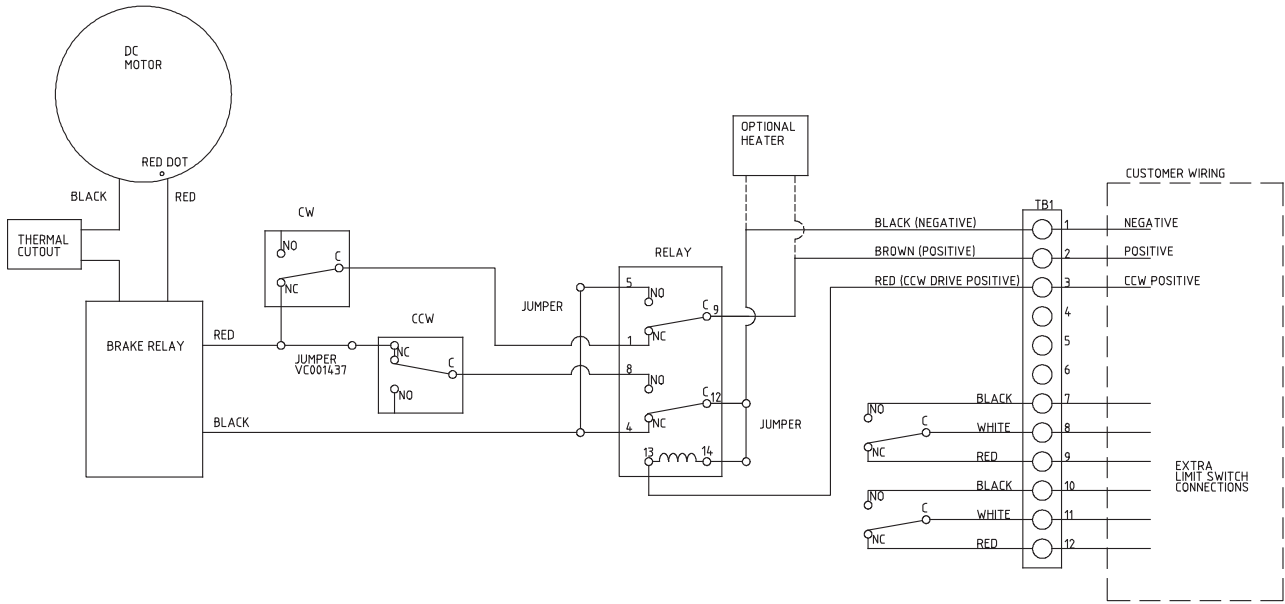 DC
MOTOR
RED DOT
BLACK
RED
THERMAL
CUTOUT
BRAKE RELAY
RED
BLACK
CW
NO
C
NC
JUMPER
VC001437
CCW
NC
C
NO
JUMPER
RELAY
5
NO
C
9
1
NC
8
NO
C
12
4
NC
13
14
JUMPER
OPTIONAL
HEATER
BLACK (NEGATIVE)
BROWN (POSITIVE)
RED (CCW DRIVE POSITIVE)
TB1
1
2
3
4
5
6
7
8
9
10
11
12
CUSTOMER WIRING
NEGATIVE
POSITIVE
CCW POSITIVE
NO
BLACK
C
WHITE
NC
RED
NO
BLACK
C
WHITE
NC
RED
EXTRA
LIMIT SWITCH
CONNECTIONS